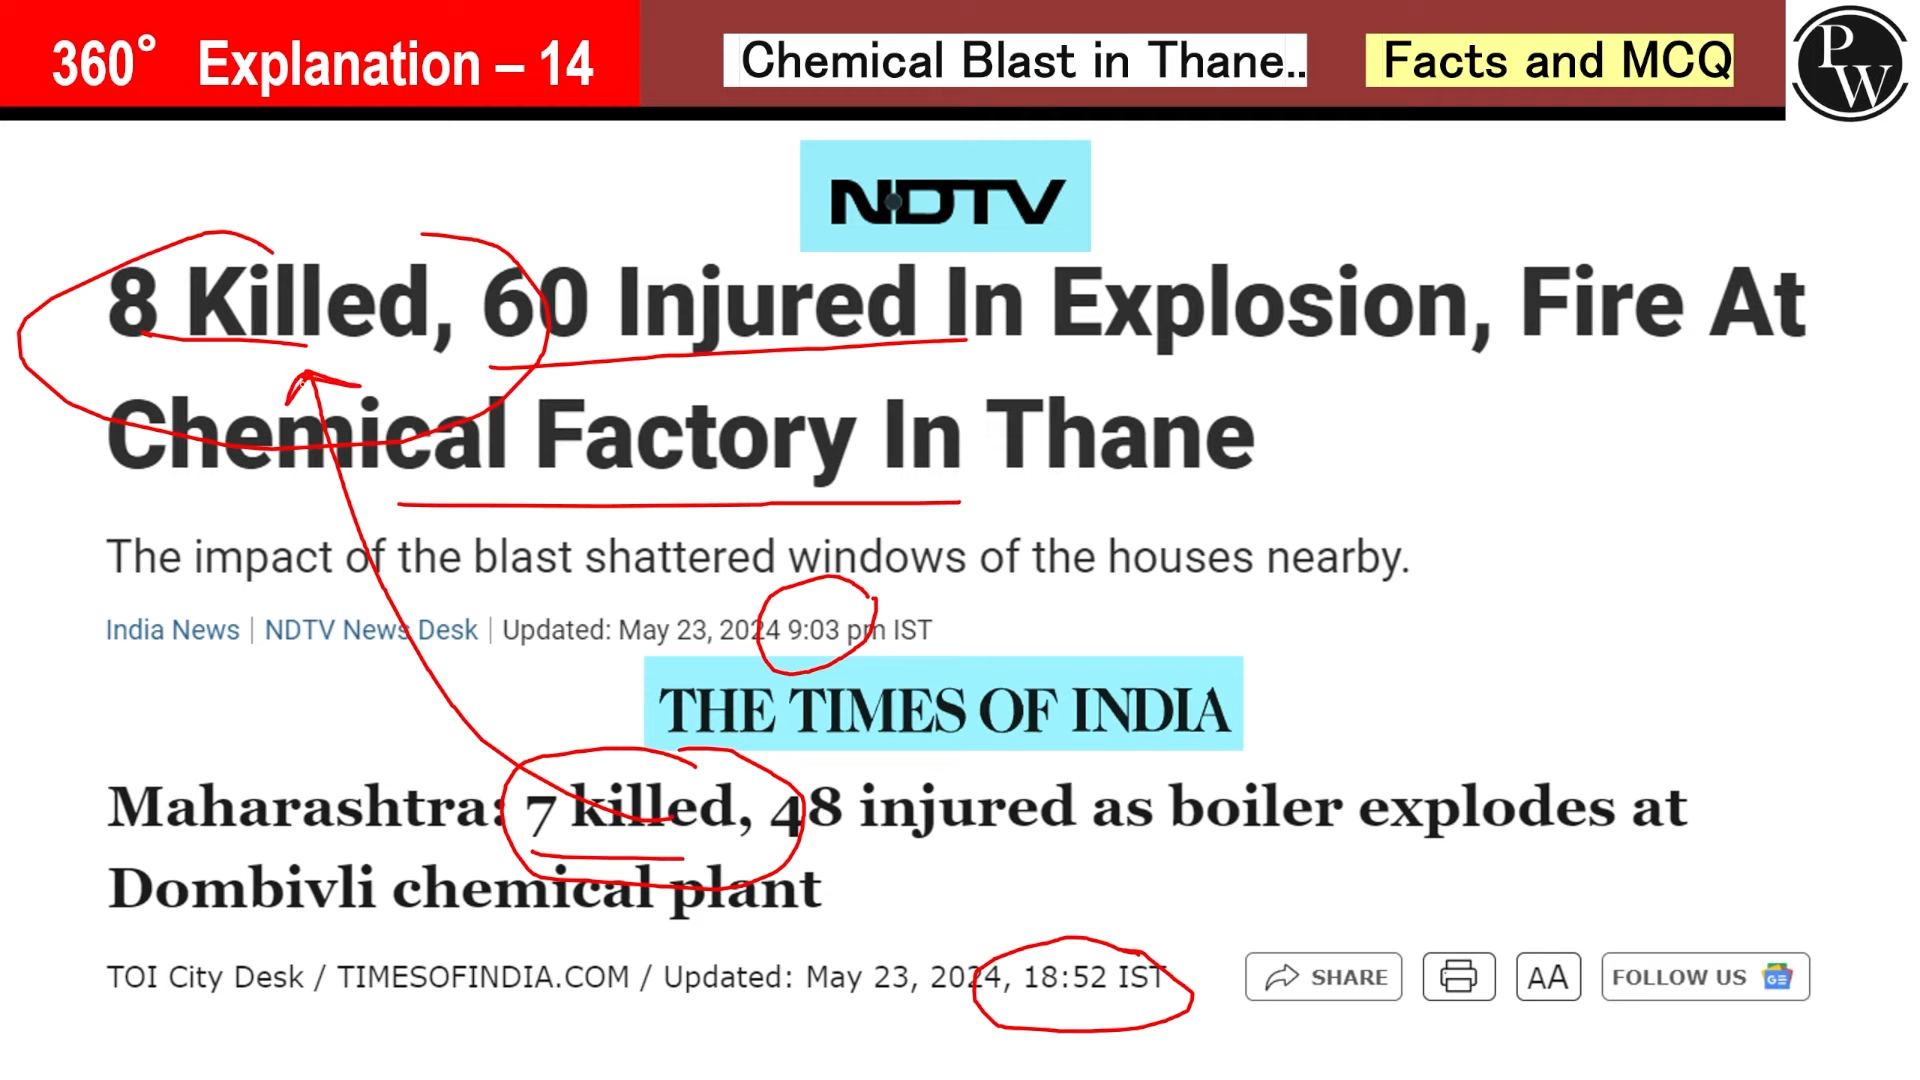 360° Explanation – 14
Chemical Blast in Thane..
Facts and MCQ
PW
NDTV
8 Killed, 60 Injured In Explosion, Fire At
Chemical Factory In Thane
The impact of the blast shattered windows of the houses nearby.
India News | NDTV News Desk | Updated: May 23, 2024 9:03 pm IST
THE TIMES OF INDIA
Maharashtra: 7 killed, 48 injured as boiler explodes at
Dombivli chemical plant
TOI City Desk / TIMESOFINDIA.COM / Updated: May 23, 2024, 18:52 IST
SHARE
AA
FOLLOW US
GE